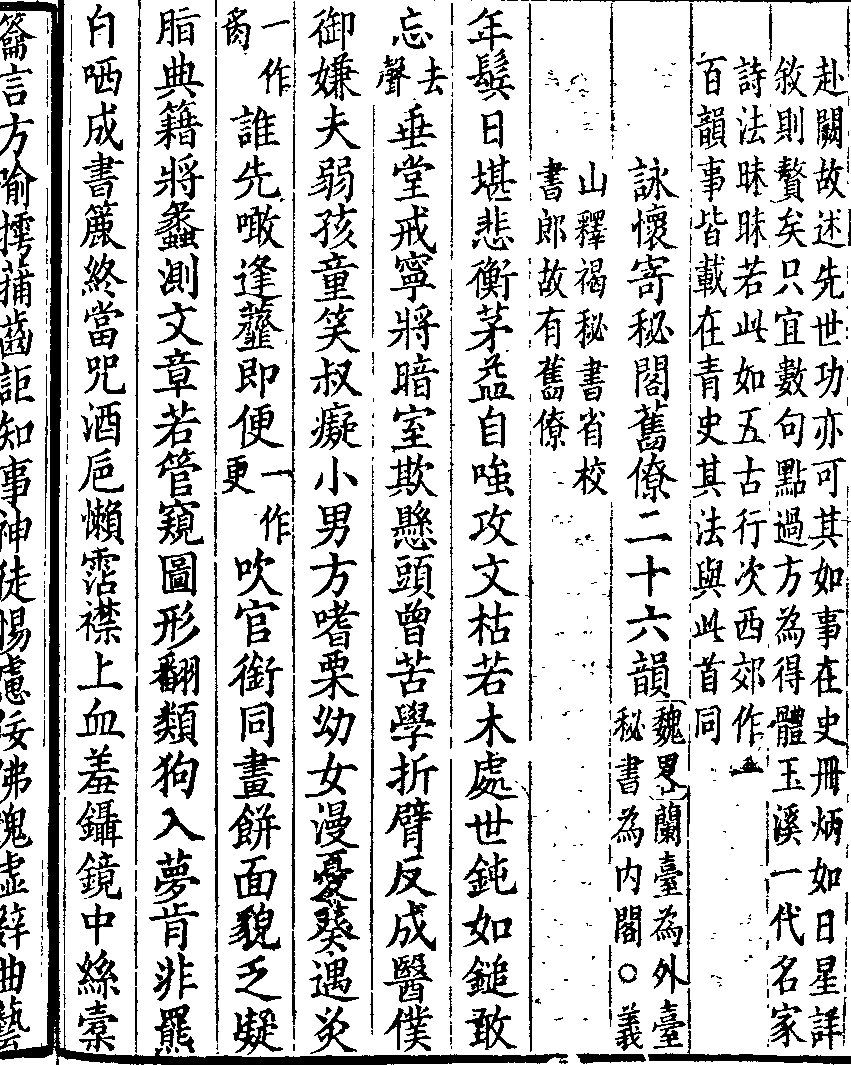 赴闕故述先世功亦可其如事在史冊炳如日星詳
敘則贅矣只宜數句點過方為得體玉溪一代名家
詩法昧昧若此如五古行次西郊作一
百韻事皆載在青史其法與此首同
詠懷寄秘閣舊僚二十六韻魏畧蘭臺為外臺
秘書為内閣○義
山釋褐秘書省校
書郎故有舊僚
年鬢日堪悲衡茅益自嗤攻文枯若木處世鈍如鎚敢
忘去聲垂堂戒寧將暗室欺懸頭曾苦學折臂反成醫僕
御嫌夫弱孩童笑叔癡小男方嗜栗幼女漫憂葵遇炙
一作啇誰先噉逢虀即便一作更吹官銜同畫餅面貌乏凝
脂典籍將蠡測文章若管窺圖形翻類狗入夢肯非羆
自哂成書簏終當咒酒巵懶霑襟上血羞鑷鏡中絲橐
籥言方喻摴蒱齒詎知事神徒惕慮佞佛愧虚辭曲藝